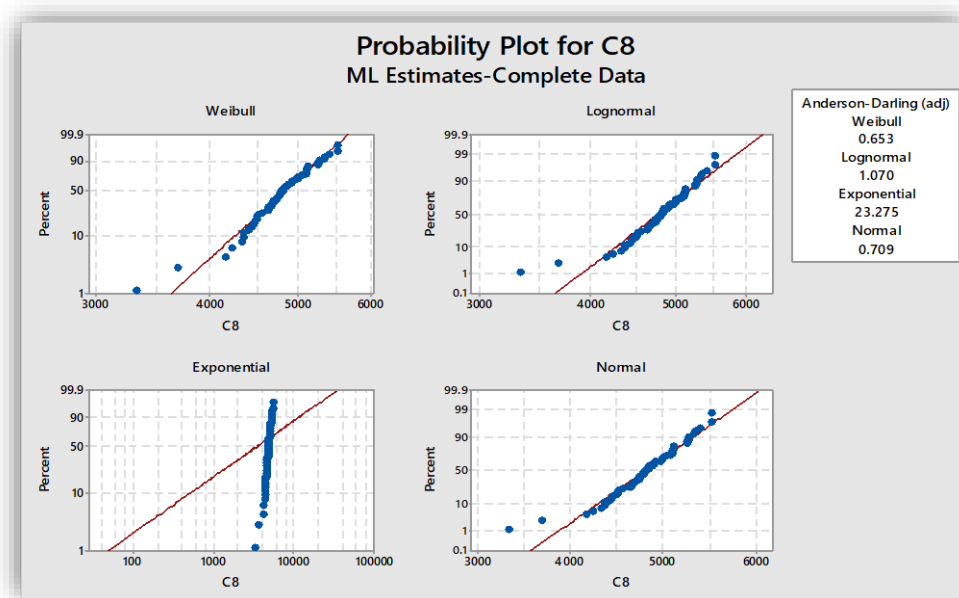 Probability Plot for C8
ML Estimates-Complete Data
Weibull
99.9
90
50
10
1
Percent
3000 4000 5000 6000
C8
Lognormal
99.9
99
90
50
10
1
0.1
Percent
3000 4000 5000 6000
C8
Anderson-Darling (adj)
Weibull
0.653
Lognormal
1.070
Exponential
23.275
Normal
0.709
Exponential
99.9
90
50
10
1
Percent
100 1000 10000 100000
C8
Normal
99.9
99
90
50
10
1
0.1
Percent
3000 4000 5000 6000
C8